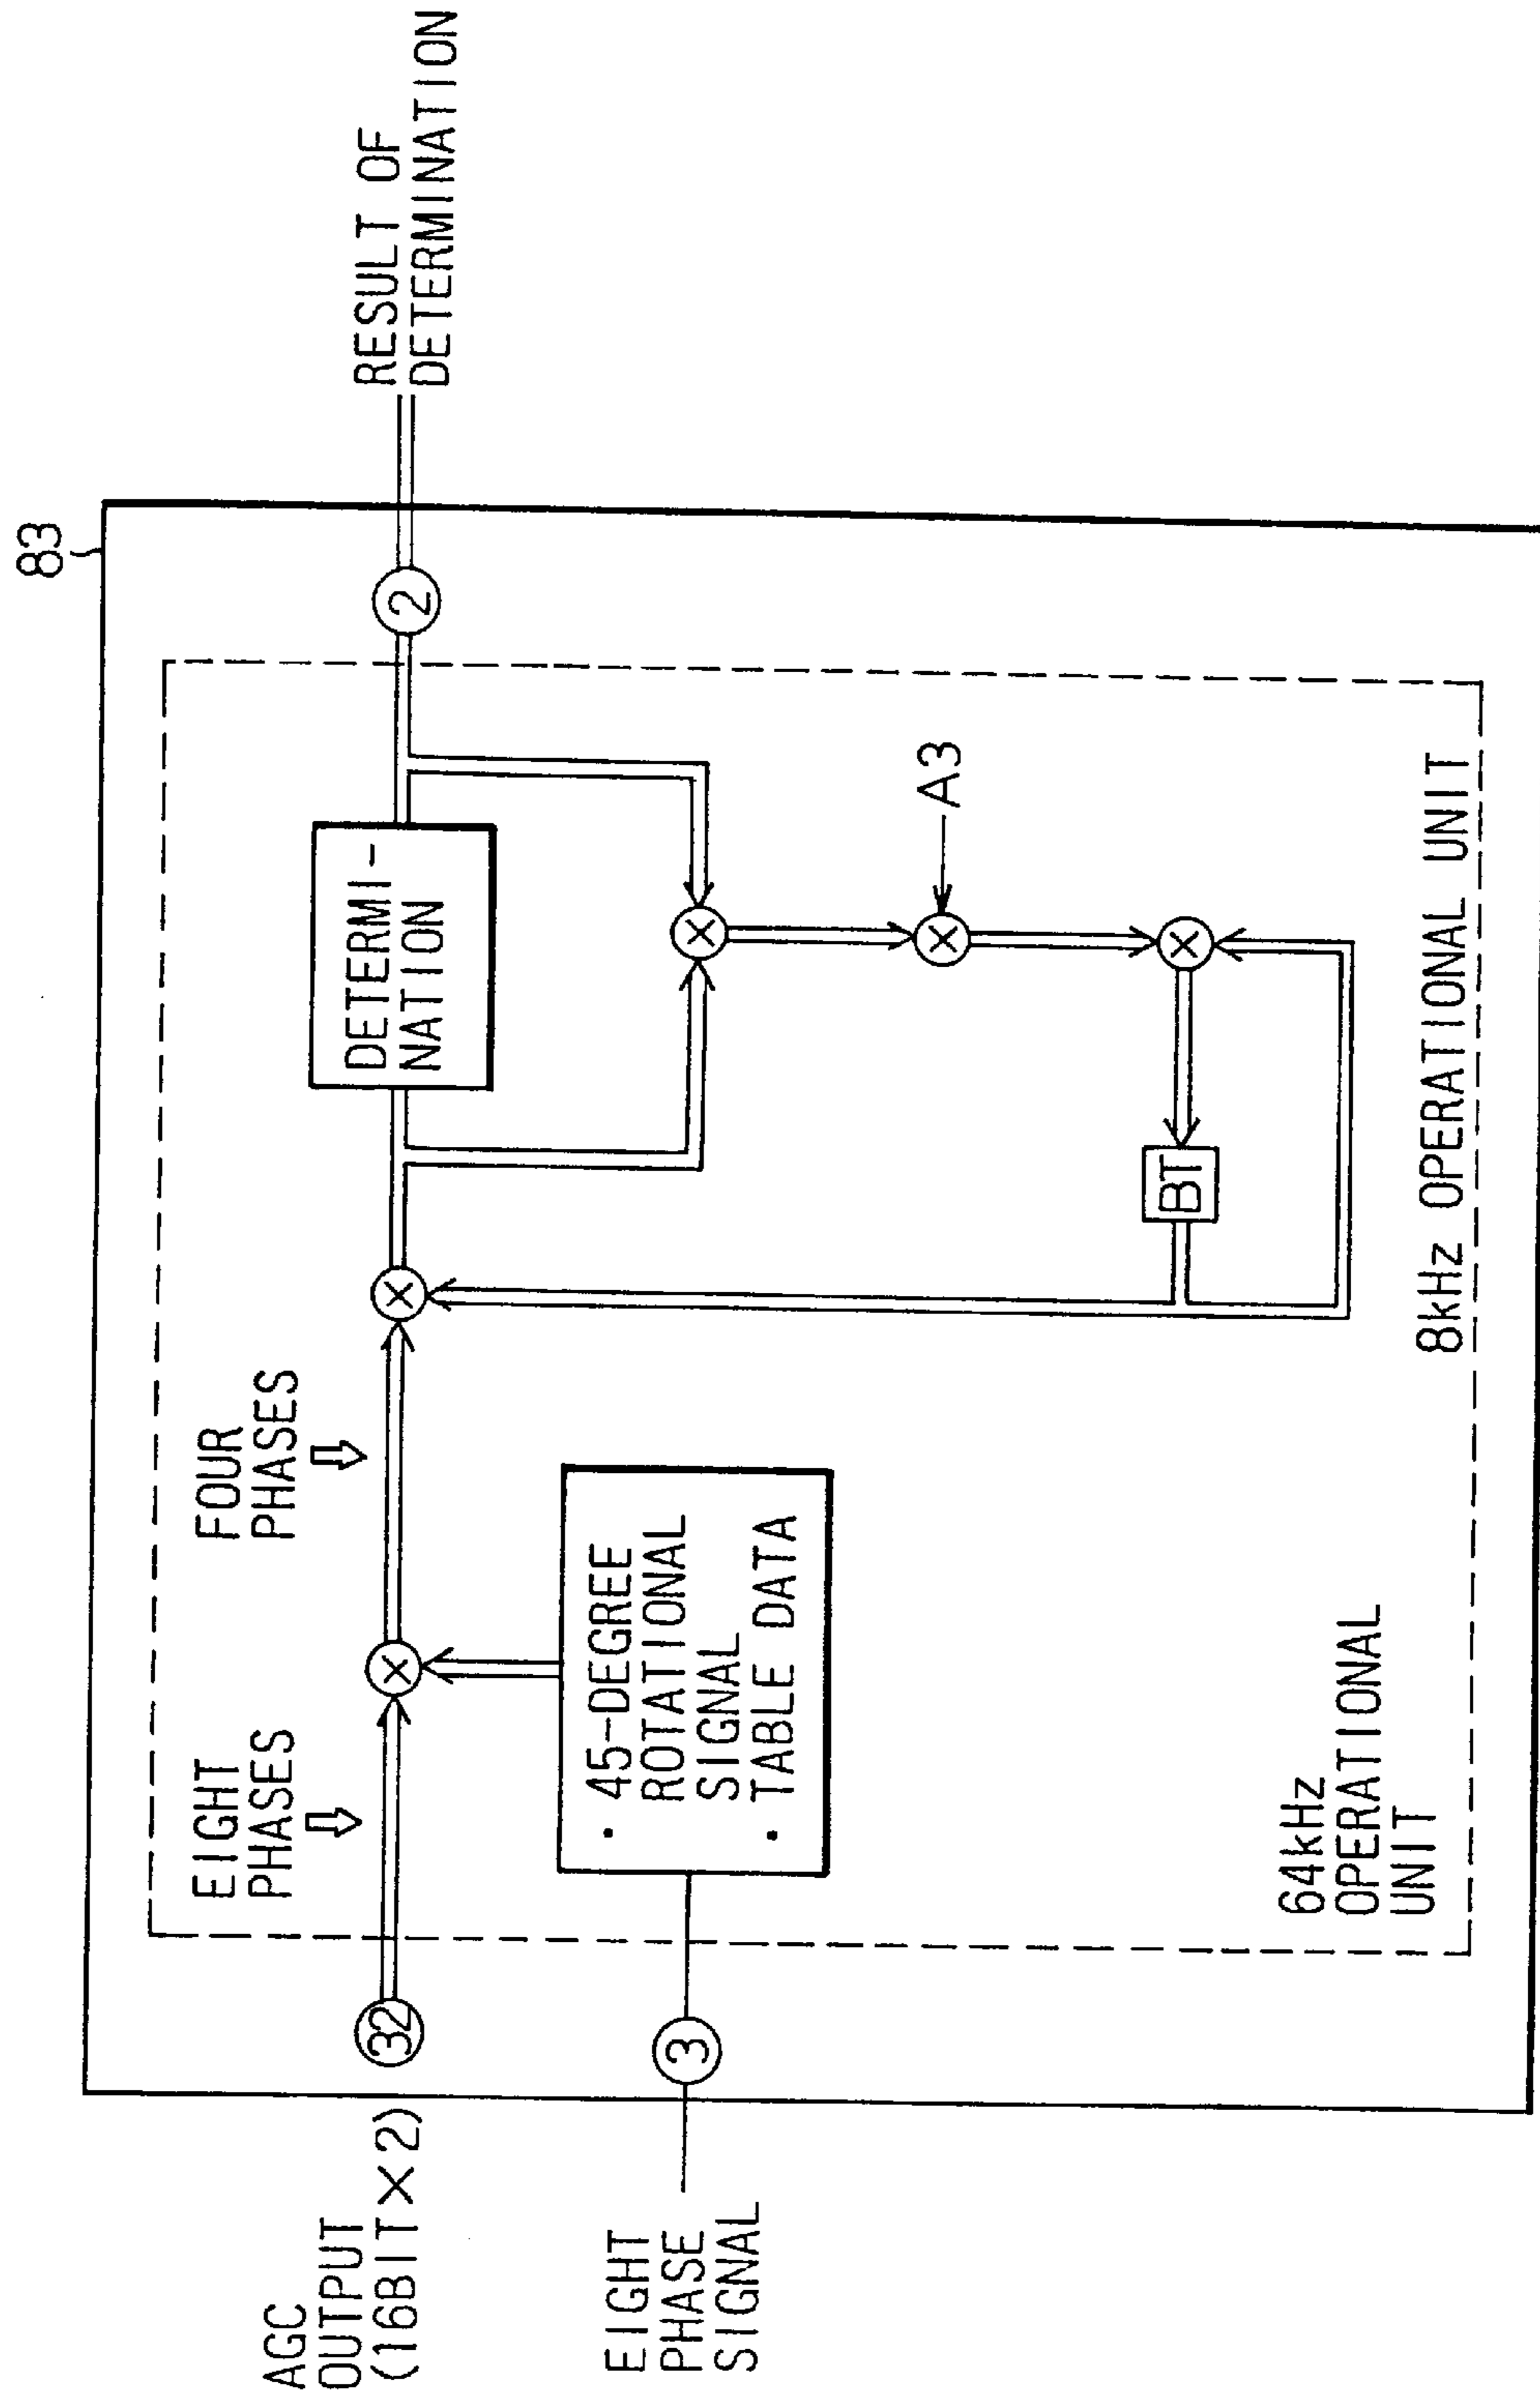 83
AGC
OUTPUT
(16BIT×2)
32
EIGHT
PHASES
FOUR
PHASES
DETERMI-
NATION
2
RESULT OF
DETERMINATION
EIGHT
PHASE
SIGNAL
3
• 45-DEGREE
ROTATIONAL
SIGNAL
• TABLE DATA
×
×
×
×
×
A3
BT
64kHz
OPERATIONAL
UNIT
8kHz OPERATIONAL UNIT